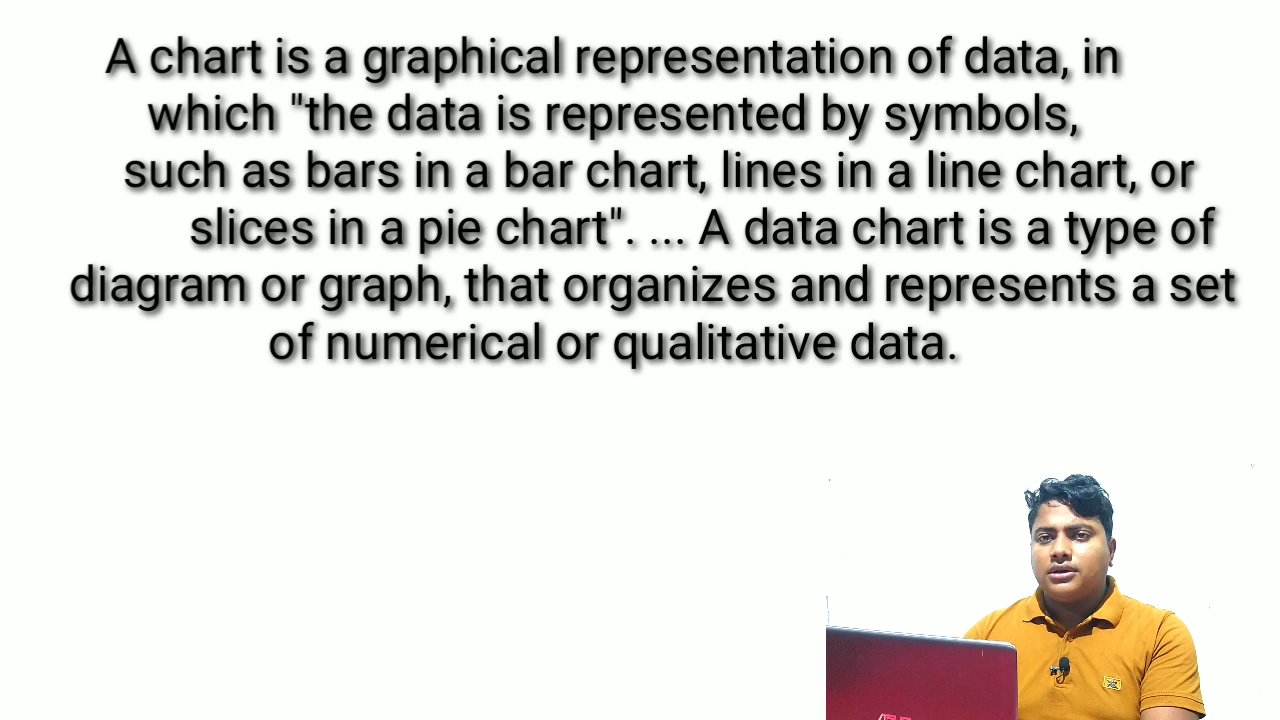 A chart is a graphical representation of data, in
which "the data is represented by symbols,
such as bars in a bar chart, lines in a line chart, or
slices in a pie chart". ... A data chart is a type of
diagram or graph, that organizes and represents a set
of numerical or qualitative data.